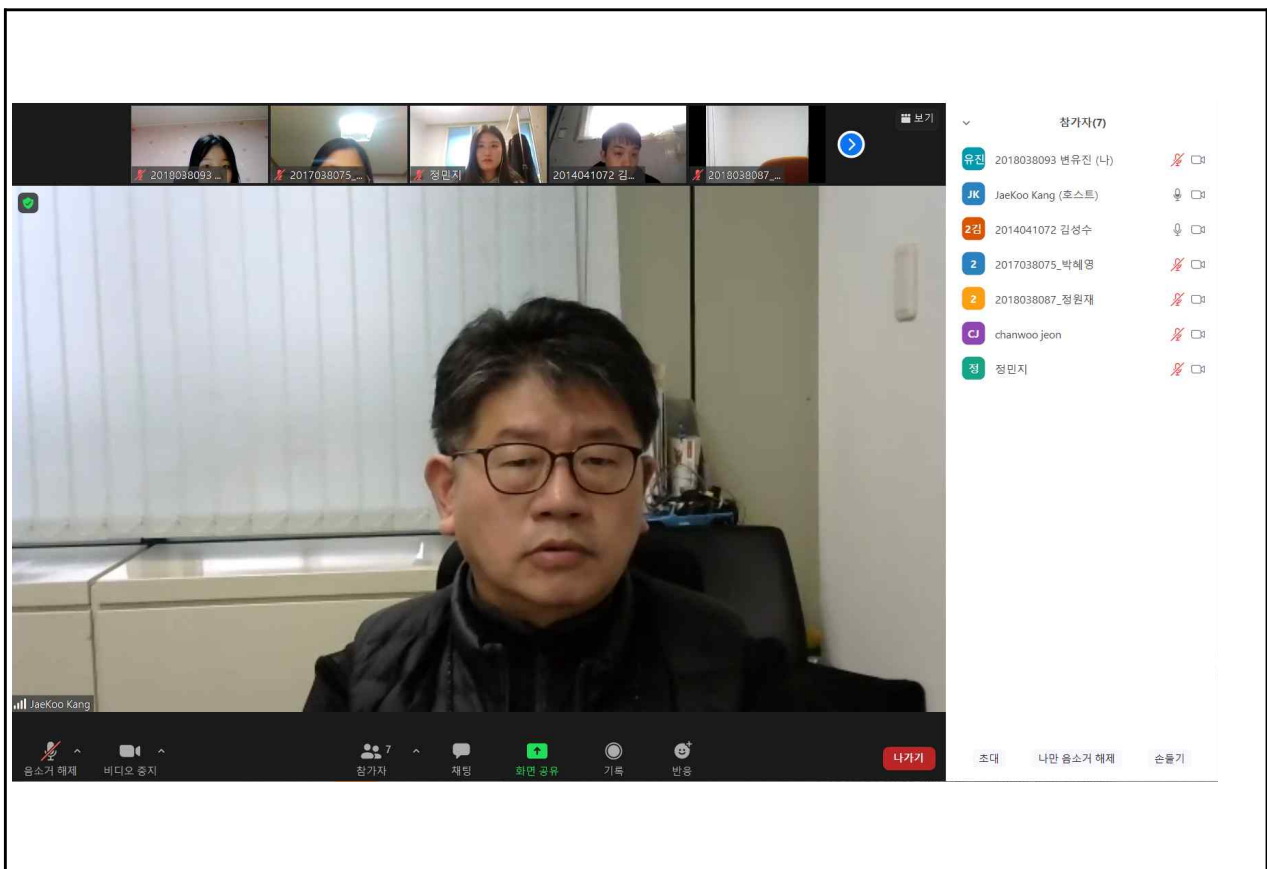 2018038093 ...
2017038075_...
정민지
2014041072 김...
2018038087_...
보기
JaeKoo Kang
음소거 해제
비디오 중지
7
참가자
채팅
화면 공유
기록
반응
나가기
참가자(7)
유진 2018038093 변유진 (나)
JK JaeKoo Kang (호스트)
2김 2014041072 김성수
2 2017038075_박혜영
2 2018038087_정원재
CJ chanwoo jeon
정 정민지
초대 나만 음소거 해제 손들기